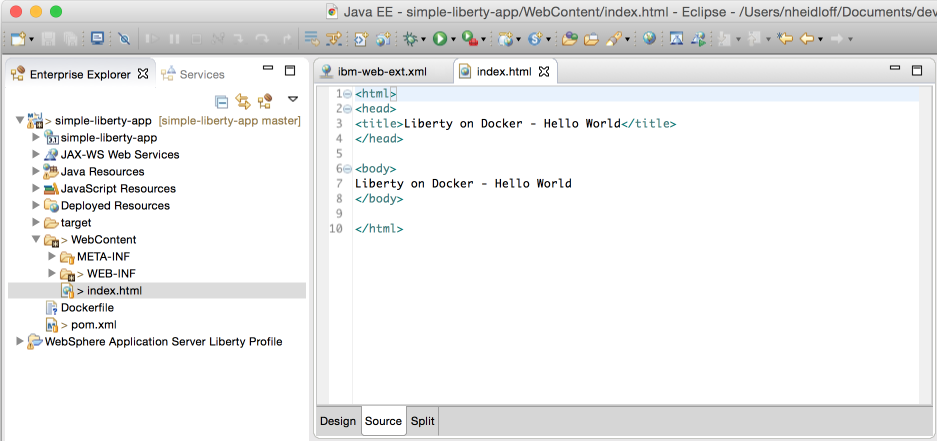 Java EE - simple-liberty-app/WebContent/index.html - Eclipse - /Users/nheidloff/Documents/dev
Enterprise Explorer
Services
> simple-liberty-app [simple-liberty-app master]
simple-liberty-app
JAX-WS Web Services
Java Resources
JavaScript Resources
Deployed Resources
target
> WebContent
META-INF
> WEB-INF
> index.html
Dockerfile
> pom.xml
WebSphere Application Server Liberty Profile
ibm-web-ext.xml
index.html
1 <html>
2 <head>
3 <title>Liberty on Docker - Hello World</title>
4 </head>
5
6 <body>
7 Liberty on Docker - Hello World
8 </body>
9
10 </html>
Design Source Split